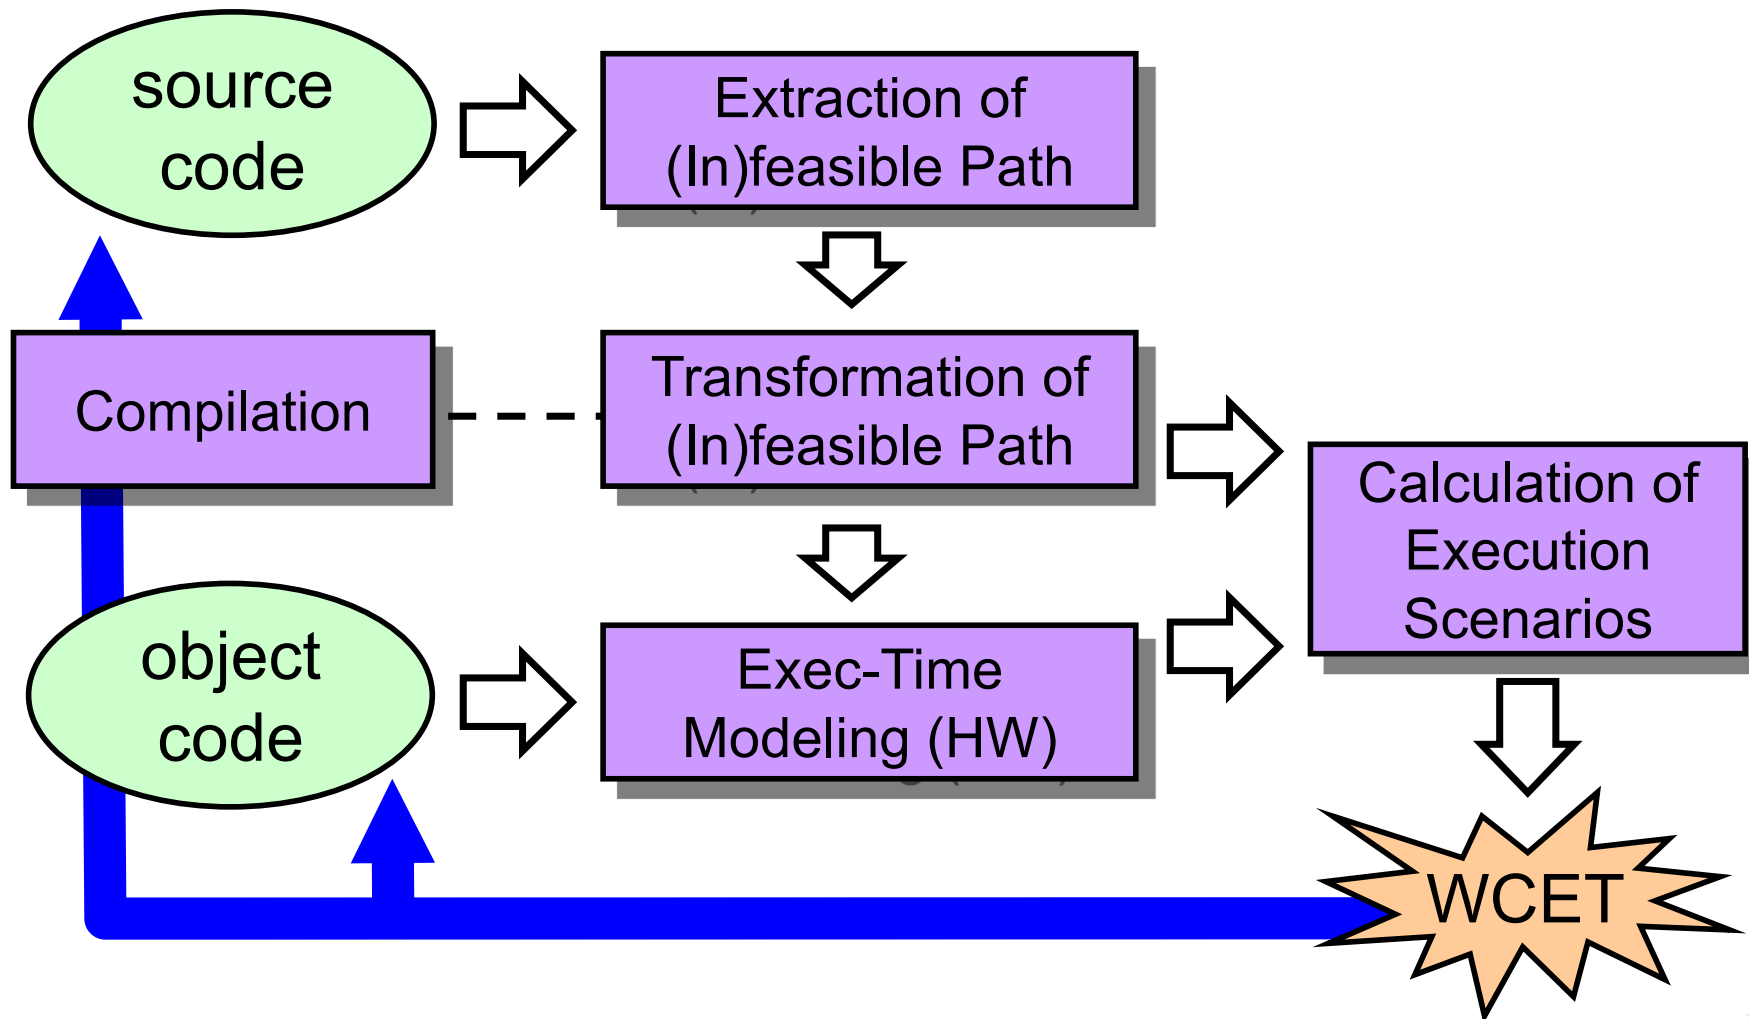 source
code
Extraction of
(In)feasible Path
Compilation
Transformation of
(In)feasible Path
Calculation of
Execution
Scenarios
object
code
Exec-Time
Modeling (HW)
WCET